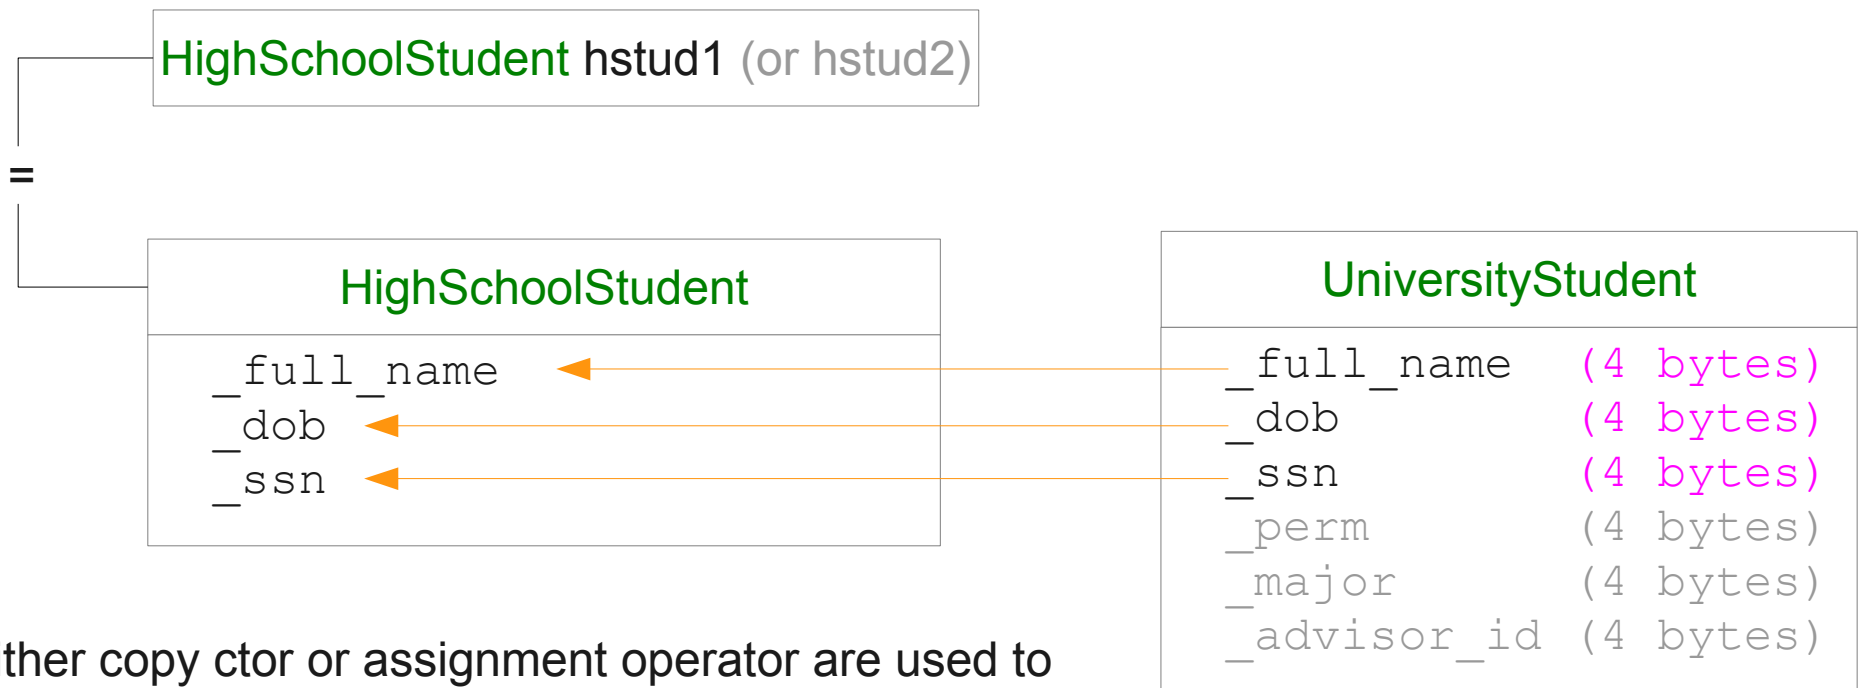 HighSchoolStudent hstud1 (or hstud2)
=
HighSchoolStudent
_full_name
_dob
_ssn
UniversityStudent
_full_name (4 bytes)
_dob (4 bytes)
_ssn (4 bytes)
_perm (4 bytes)
_major (4 bytes)
_advisor_id (4 bytes)
copy ctor or assignment operator are used to